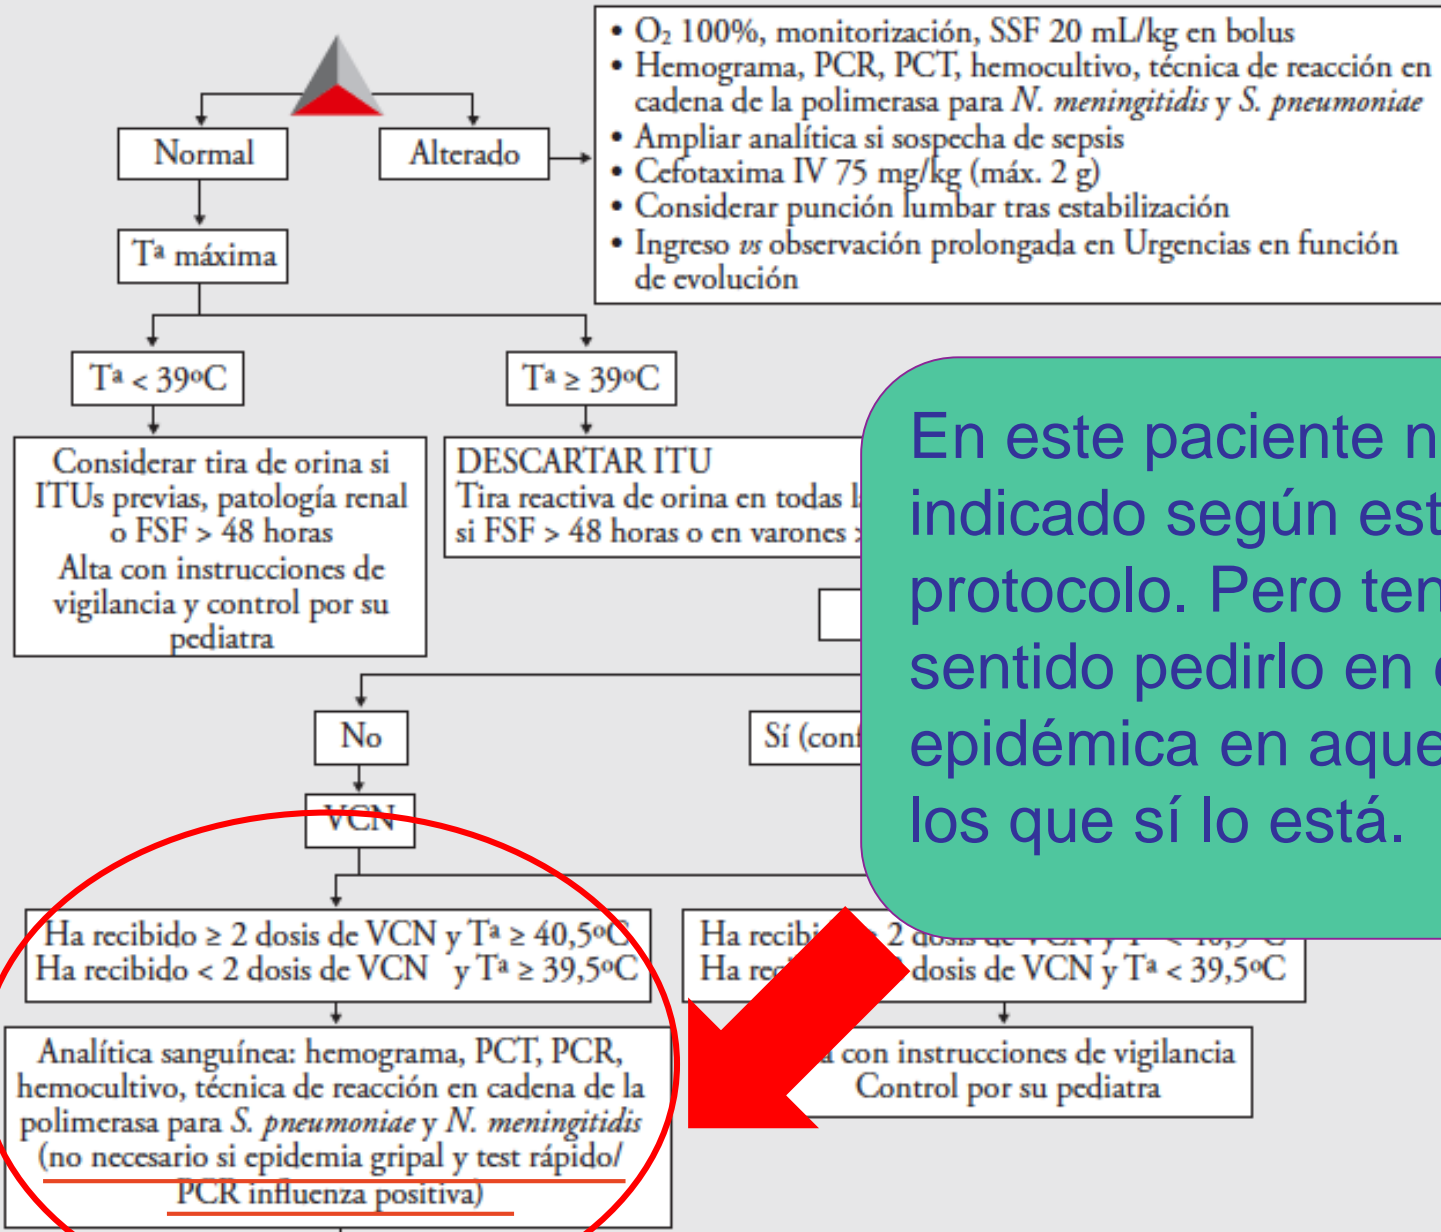 • O₂ 100%, monitorización, SSF 20 mL/kg en bolus
• Hemograma, PCR, PCT, hemocultivo, técnica de reacción en
cadena de la polimerasa para N. meningitidis y S. pneumoniae
• Ampliar analítica si sospecha de sepsis
• Cefotaxima IV 75 mg/kg (máx. 2 g)
• Considerar punción lumbar tras estabilización
• Ingreso vs observación prolongada en Urgencias en función
de evolución
Normal
Alterado
Tª máxima
Tª < 39ºC
Tª ≥ 39ºC
Considerar tira de orina si
ITUs previas, patología renal
o FSF > 48 horas
Alta con instrucciones de
vigilancia y control por su
pediatra
DESCARTAR ITU
Tira reactiva de orina en todas
si FSF > 48 horas o en varones
En este paciente
indicado según
protocolo. Pero
sentido pedirlo en
epidémica en
los que sí lo está.
No
Sí
VCN
Ha recibido ≥ 2 dosis de VCN y Tª ≥ 40,5ºC
Ha recibido < 2 dosis de VCN y Tª ≥ 39,5ºC
Ha 2 dosis de VCN y
Ha dosis de VCN y Tª < 39,5ºC
Analítica sanguínea: hemograma, PCT, PCR,
hemocultivo, técnica de reacción en cadena de la
polimerasa para S. pneumoniae y N. meningitidis
(no necesario si epidemia gripal y test rápido/
PCR influenza positiva)
con instrucciones de vigilancia
Control por su pediatra